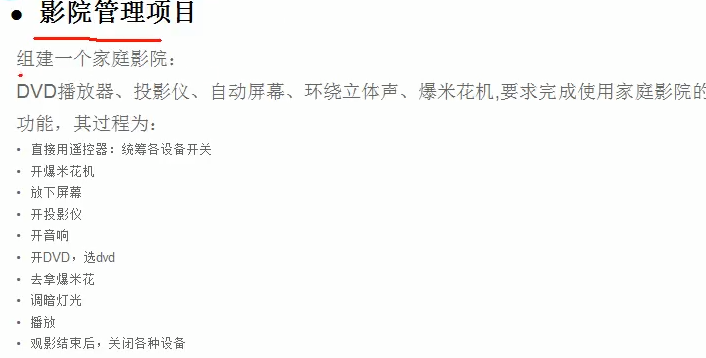 ● 影院管理项目
组建一个家庭影院：
DVD播放器、投影仪、自动屏幕、环绕立体声、爆米花机,要求完成使用家庭影院的
功能，其过程为：
• 直接用遥控器：统筹各设备开关
• 开爆米花机
• 放下屏幕
• 开投影仪
• 开音响
• 开DVD，选dvd
• 去拿爆米花
• 调暗灯光
• 播放
• 观影结束后，关闭各种设备